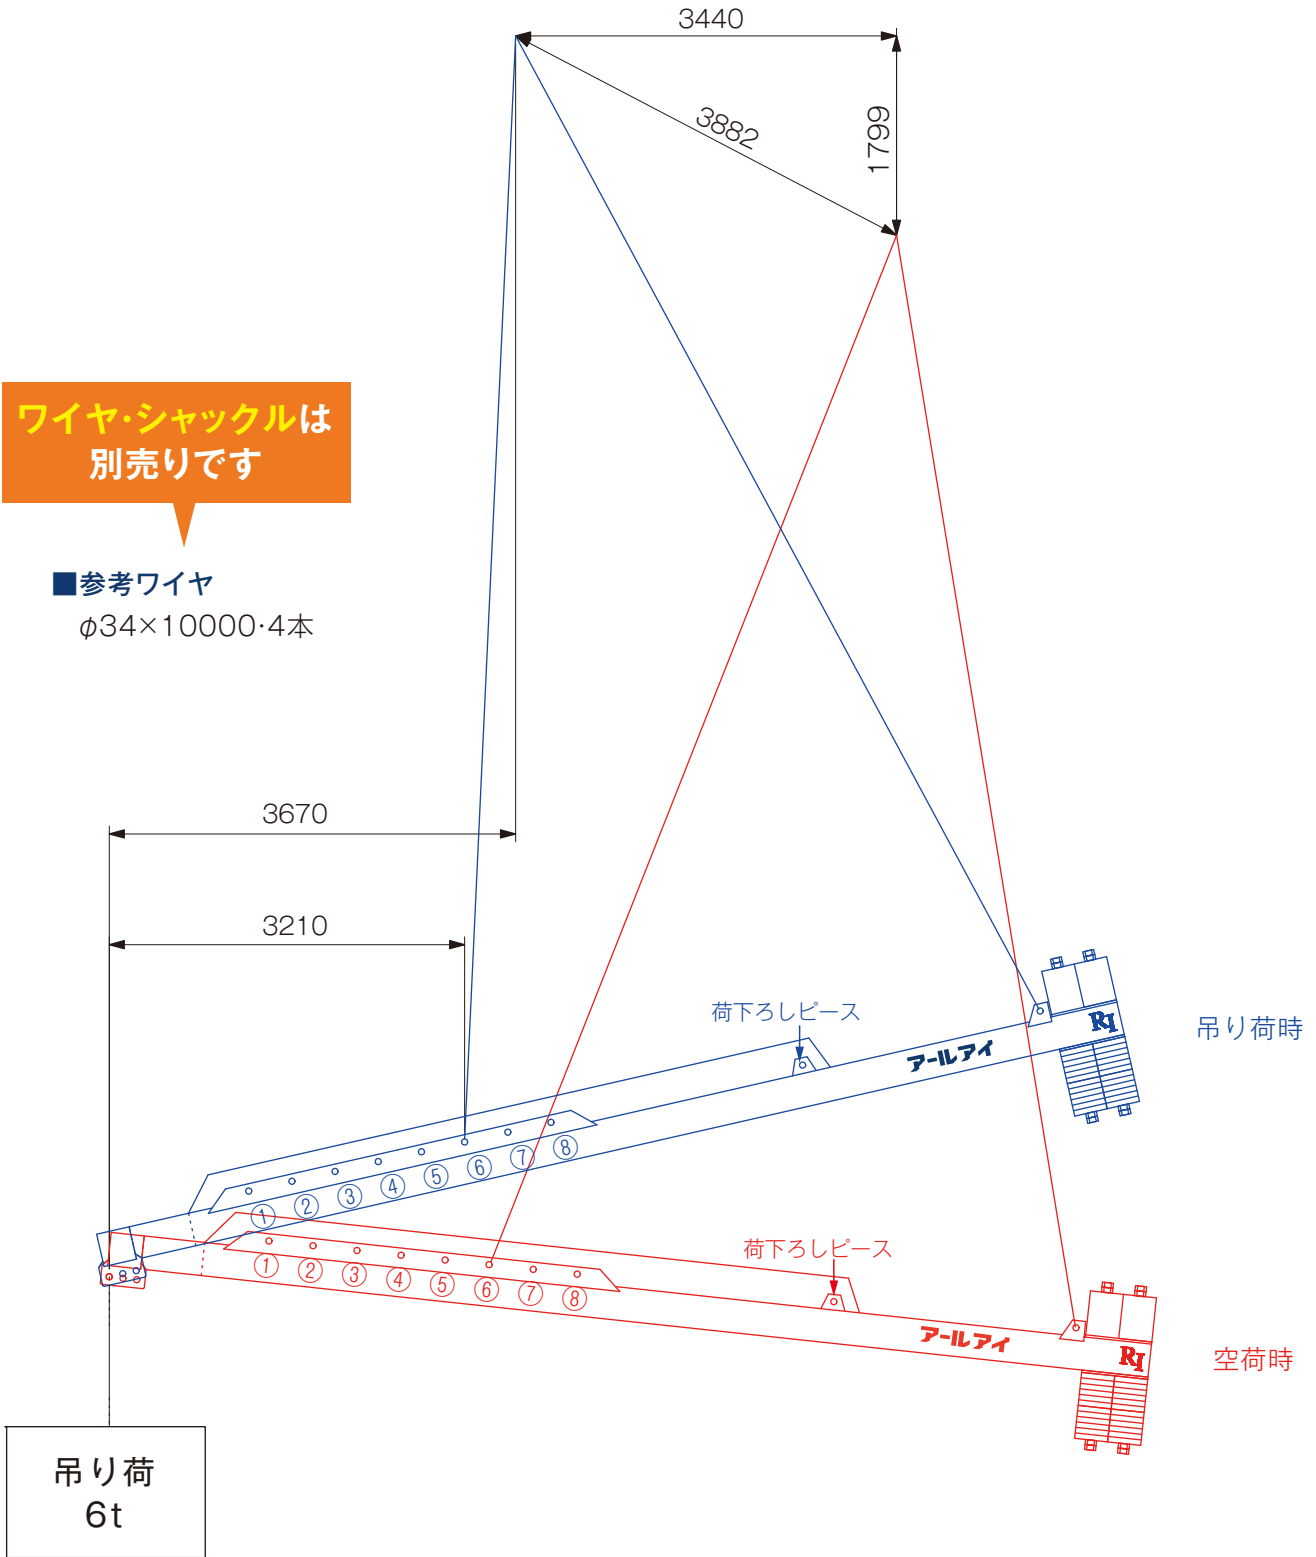 3440
3882
1799
ワイヤ・シャックルは
別売りです
■参考ワイヤ
φ34×10000・4本
3670
3210
荷下ろしピース
アールアイ
RI
吊り荷時
① ② ③ ④ ⑤ ⑥ ⑦ ⑧
荷下ろしピース
① ② ③ ④ ⑤ ⑥ ⑦ ⑧
アールアイ
RI
空荷時
吊り荷
6t